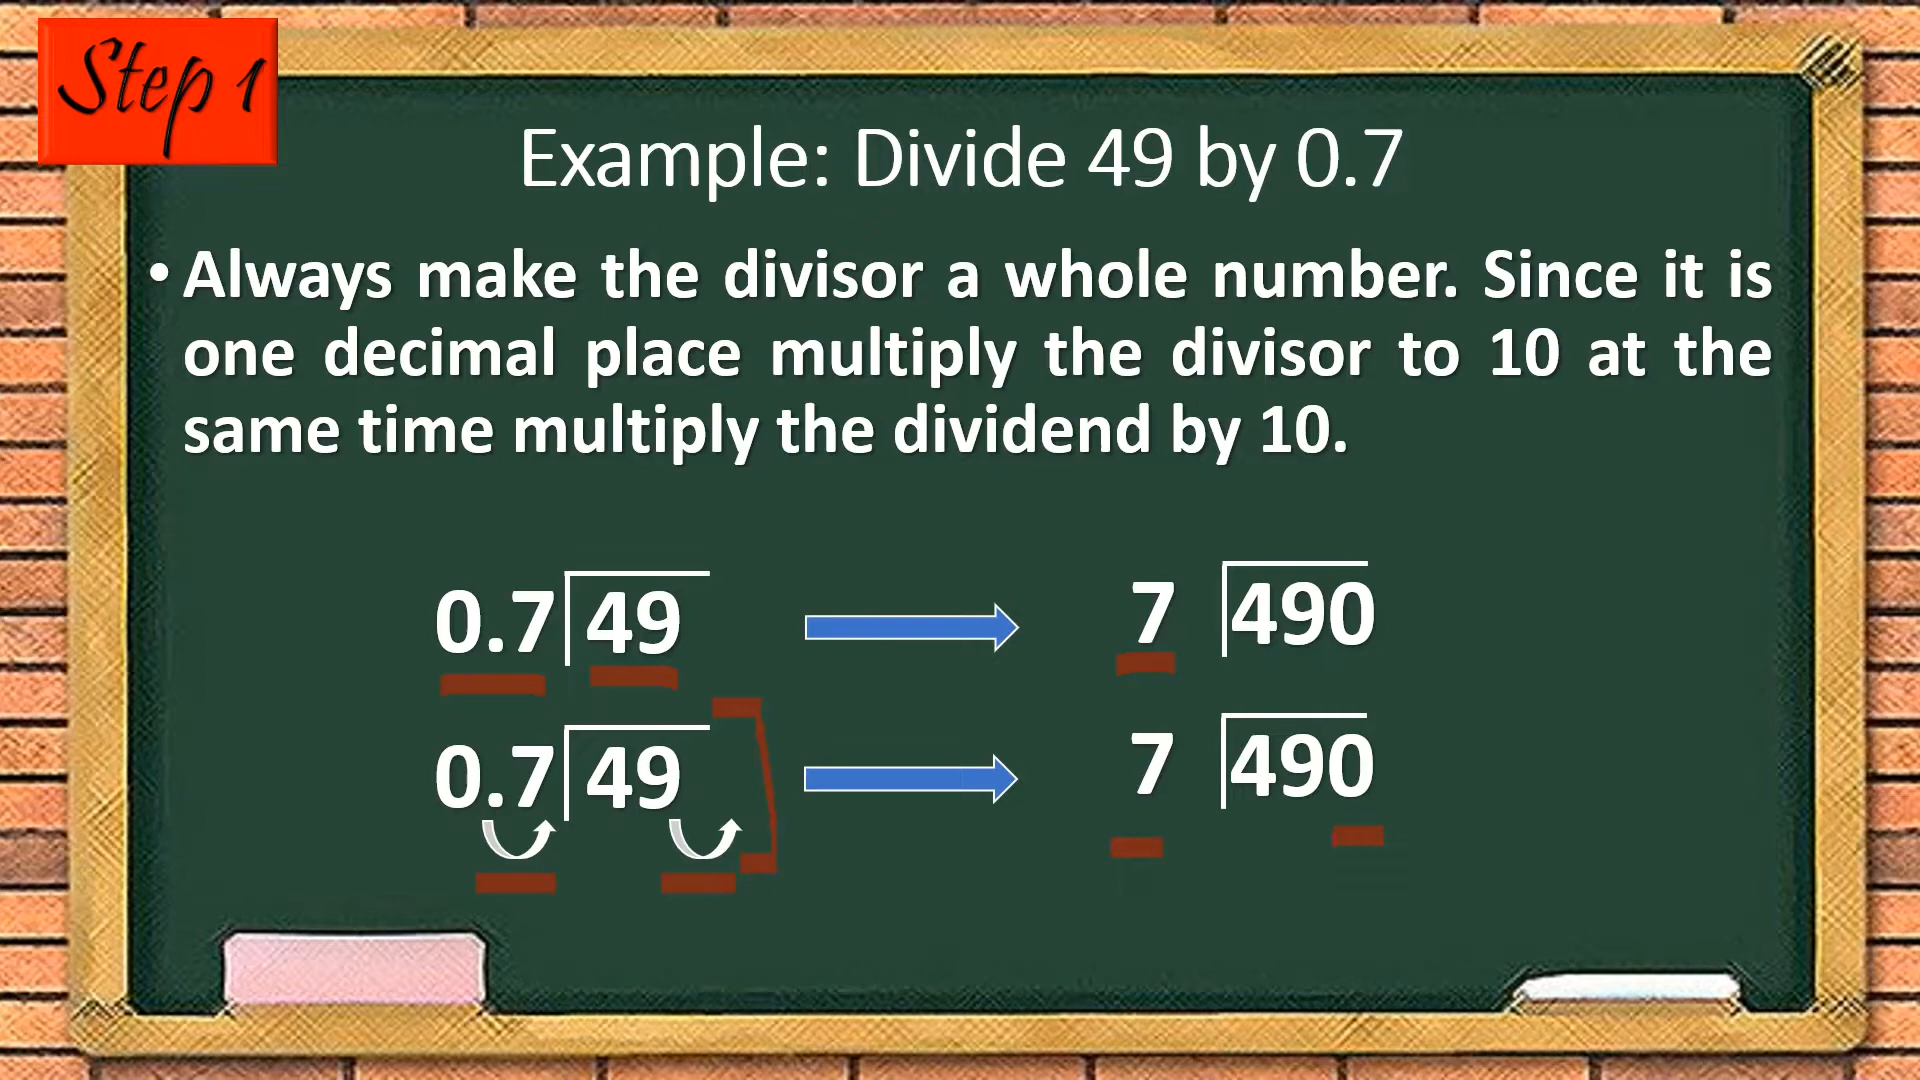 Step 1
Example: Divide 49 by 0.7
• Always make the divisor a whole number. Since it is
one decimal place multiply the divisor to 10 at the
same time multiply the dividend by 10.
0.7 49 7 490
0.7 49 7 490